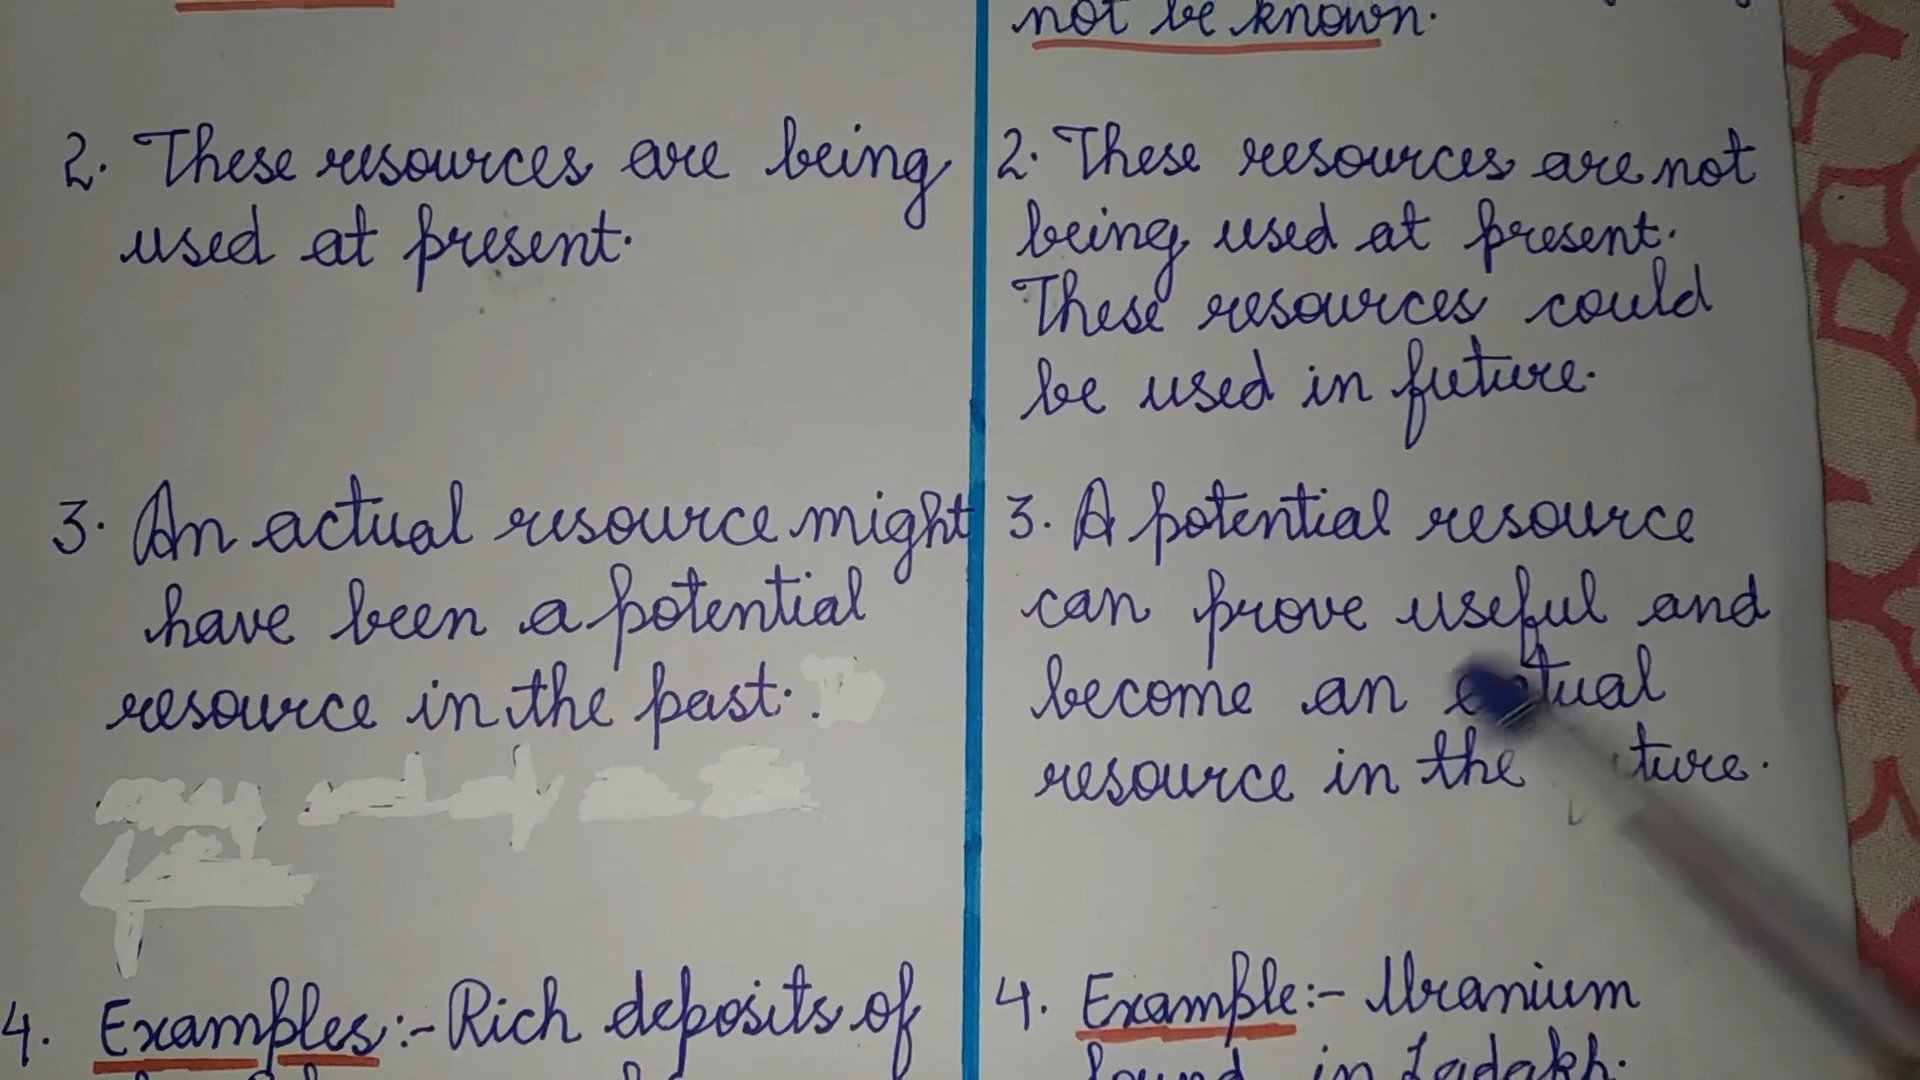 2. These resources are being
used at present.
3. An actual resource might
have been a potential
resource in the past.
4. Examples:- Rich deposits of
not be known.
2. These resources are not
being used at present.
These resources could
be used in future.
3. A potential resource
can prove useful and
become an actual
resource in the
4. Example:- Uranium
found in Ladakh.